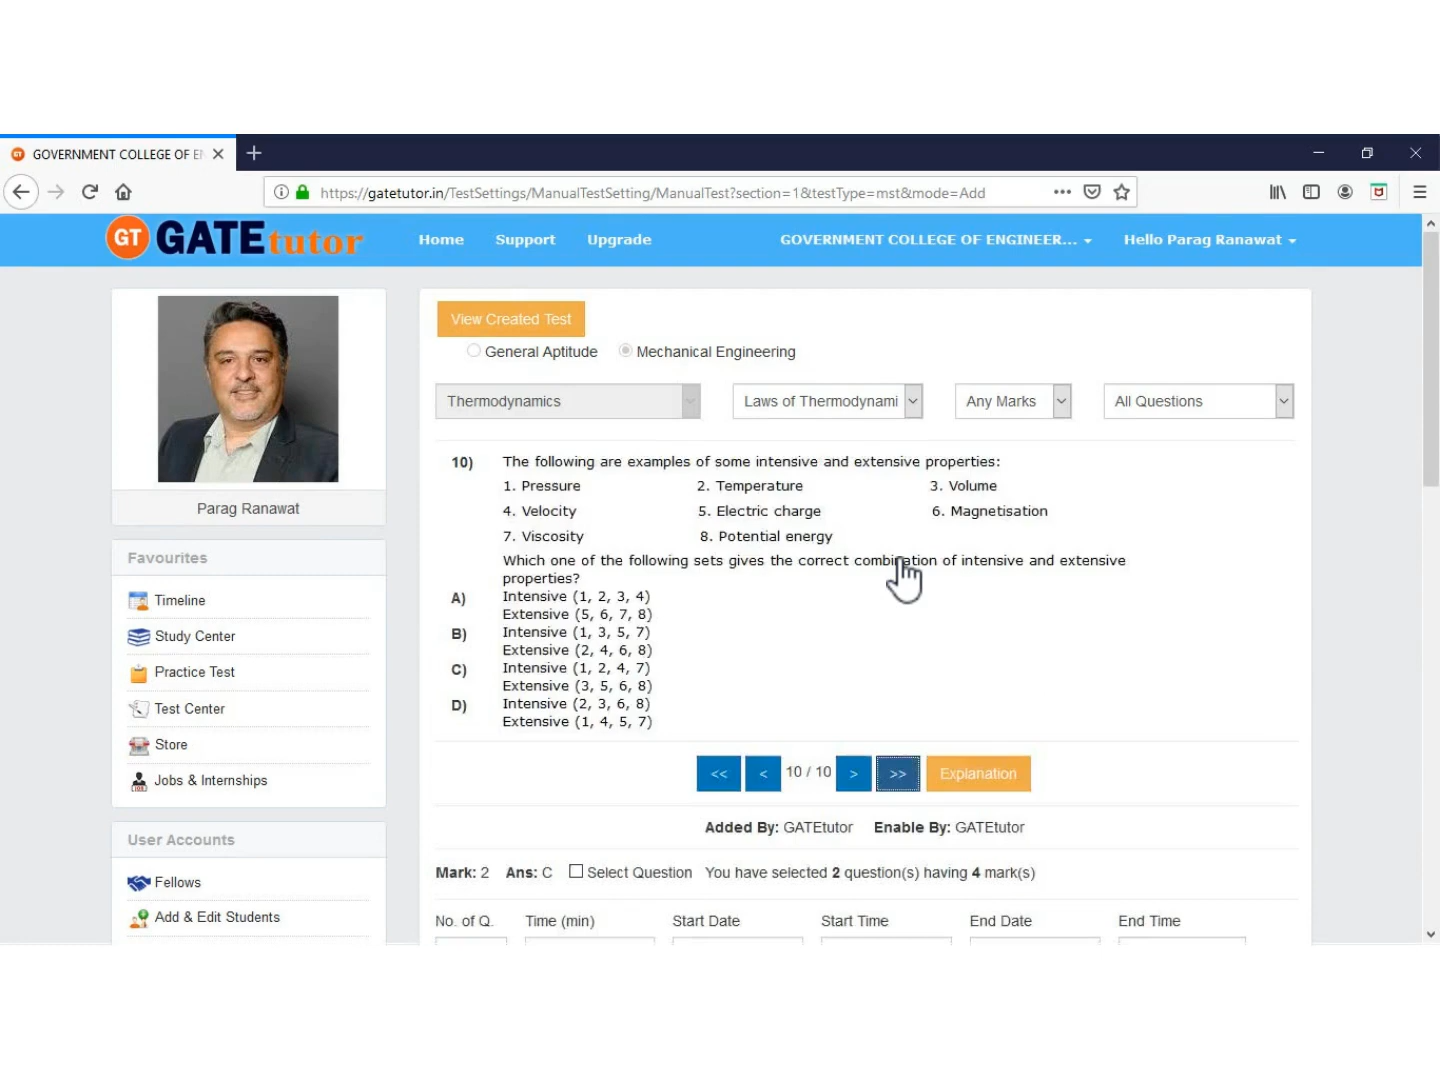 GT GOVERNMENT COLLEGE OF EN
https://gatetutor.in/TestSettings/ManualTestSetting/ManualTest?section=1&testType=mst&mode=Add
GT GATEtutor Home Support Upgrade GOVERNMENT COLLEGE OF ENGINEER... Hello Parag Ranawat
View Created Test
General Aptitude Mechanical Engineering
Thermodynamics Laws of Thermodynami Any Marks All Questions
10) The following are examples of some intensive and extensive properties:
1. Pressure 2. Temperature 3. Volume
4. Velocity 5. Electric charge 6. Magnetisation
7. Viscosity 8. Potential energy
Which one of the following sets gives the correct combination of intensive and extensive
properties?
A) Intensive (1, 2, 3, 4)
Extensive (5, 6, 7, 8)
B) Intensive (1, 3, 5, 7)
Extensive (2, 4, 6, 8)
C) Intensive (1, 2, 4, 7)
Extensive (3, 5, 6, 8)
D) Intensive (2, 3, 6, 8)
Extensive (1, 4, 5, 7)
<< < 10 / 10 > >> Explanation
Added By: GATEtutor Enable By: GATEtutor
Mark: 2 Ans: C Select Question You have selected 2 question(s) having 4 mark(s)
No. of Q. Time (min) Start Date Start Time End Date End Time
Parag Ranawat
Favourites
Timeline
Study Center
Practice Test
Test Center
Store
Jobs & Internships
User Accounts
Fellows
Add & Edit Students